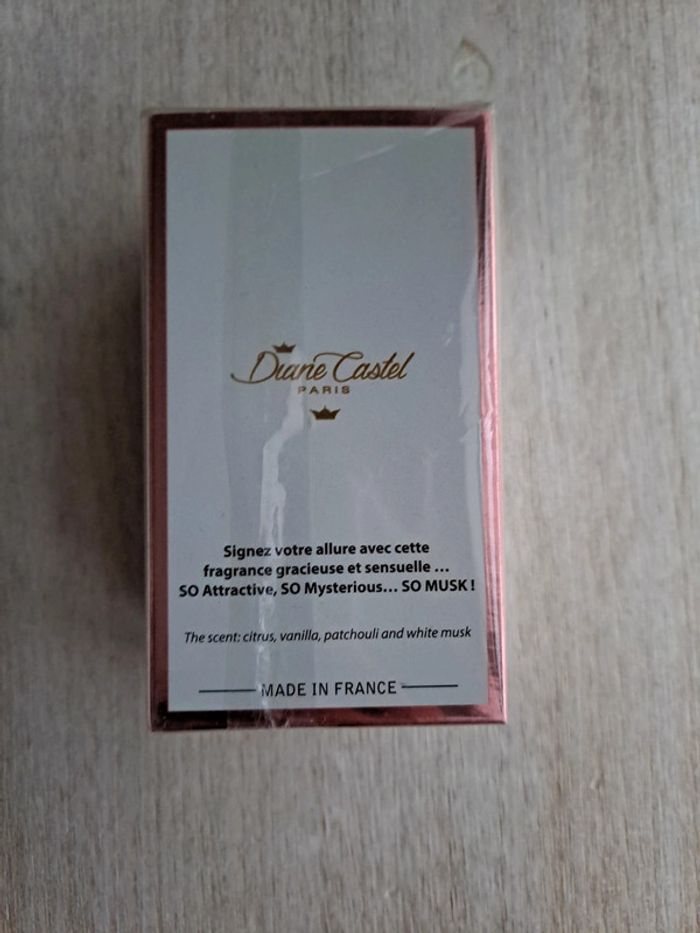 Diane Castel
PARIS
Signez votre allure avec cette
fragrance gracieuse et sensuelle ...
SO Attractive, SO Mysterious... SO MUSK !
The scent: citrus, vanilla, patchouli and white musk
MADE IN FRANCE